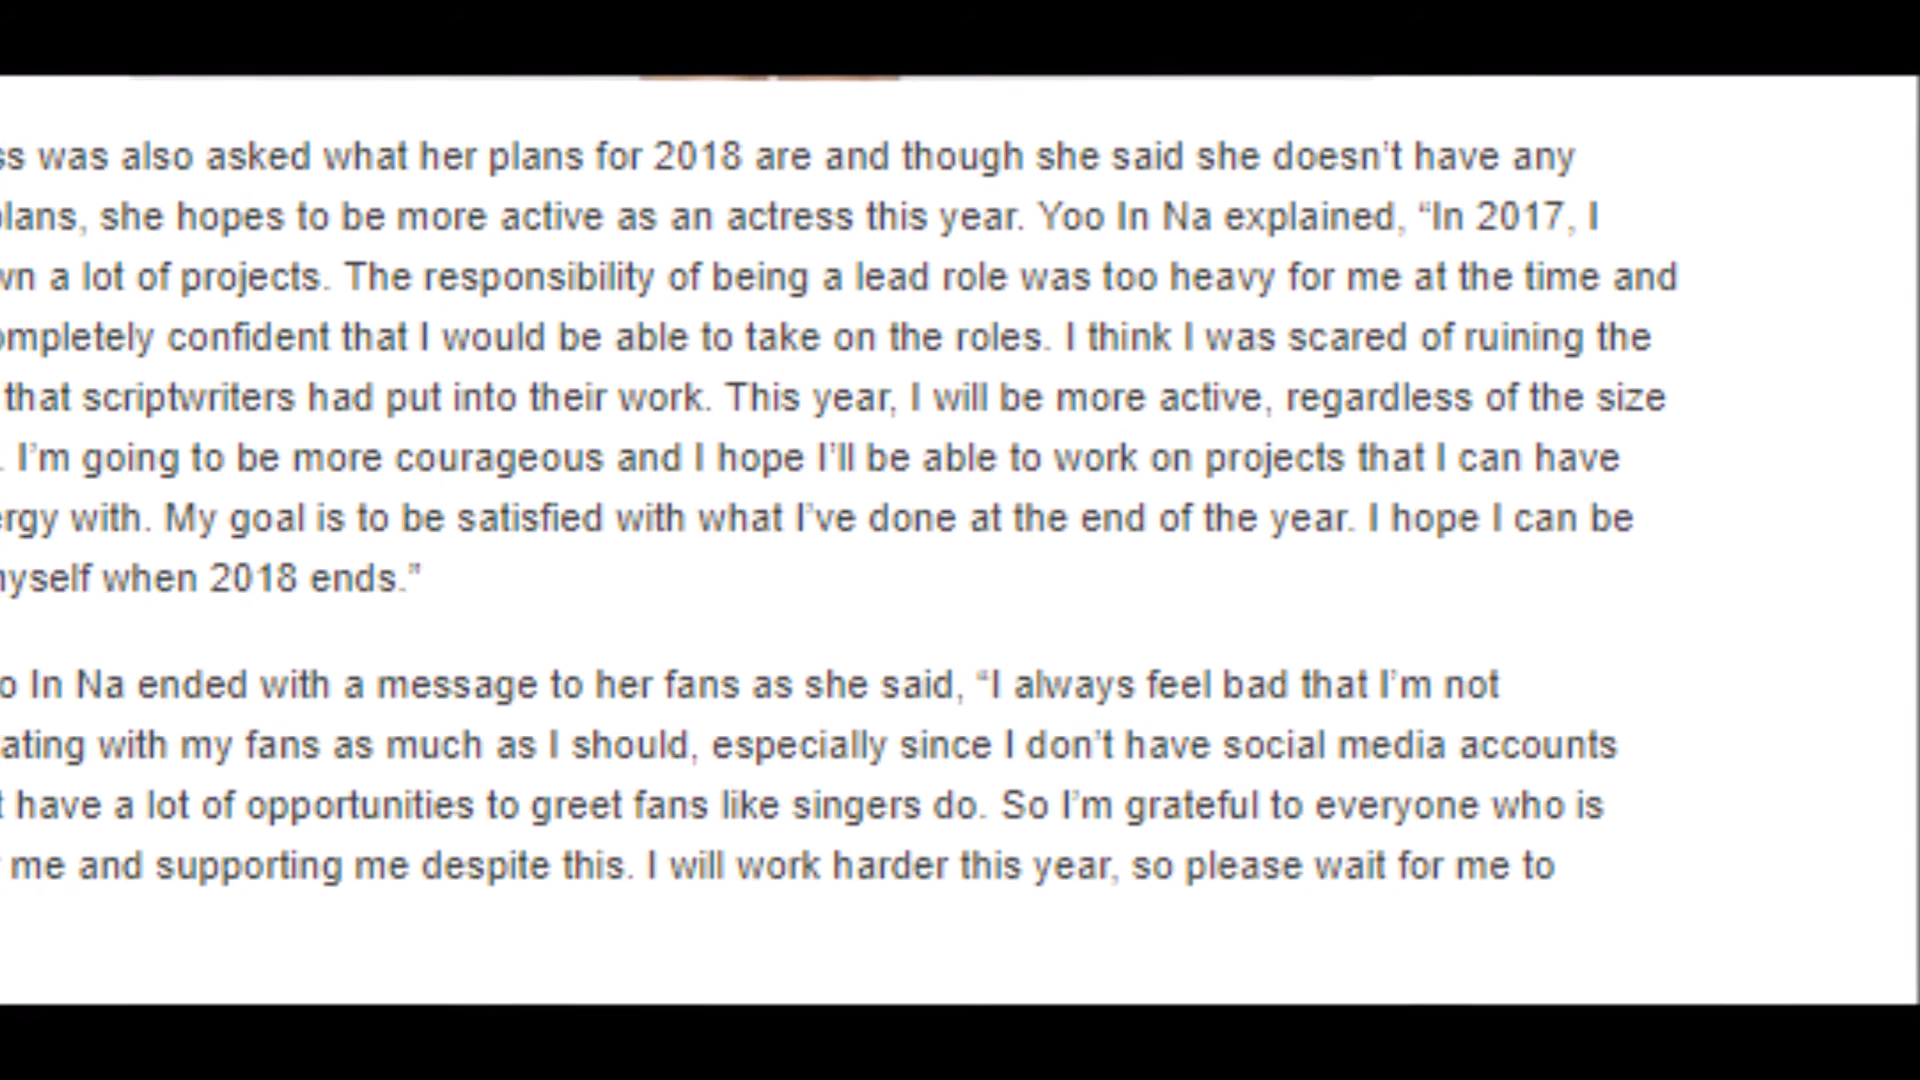 ss was also asked what her plans for 2018 are and though she said she doesn’t have any
plans, she hopes to be more active as an actress this year. Yoo In Na explained, “In 2017, I
wn a lot of projects. The responsibility of being a lead role was too heavy for me at the time and
ompletely confident that I would be able to take on the roles. I think I was scared of ruining the
that scriptwriters had put into their work. This year, I will be more active, regardless of the size
. I’m going to be more courageous and I hope I’ll be able to work on projects that I can have
ergy with. My goal is to be satisfied with what I’ve done at the end of the year. I hope I can be
myself when 2018 ends.”
o In Na ended with a message to her fans as she said, “I always feel bad that I’m not
ating with my fans as much as I should, especially since I don’t have social media accounts
t have a lot of opportunities to greet fans like singers do. So I’m grateful to everyone who is
me and supporting me despite this. I will work harder this year, so please wait for me to